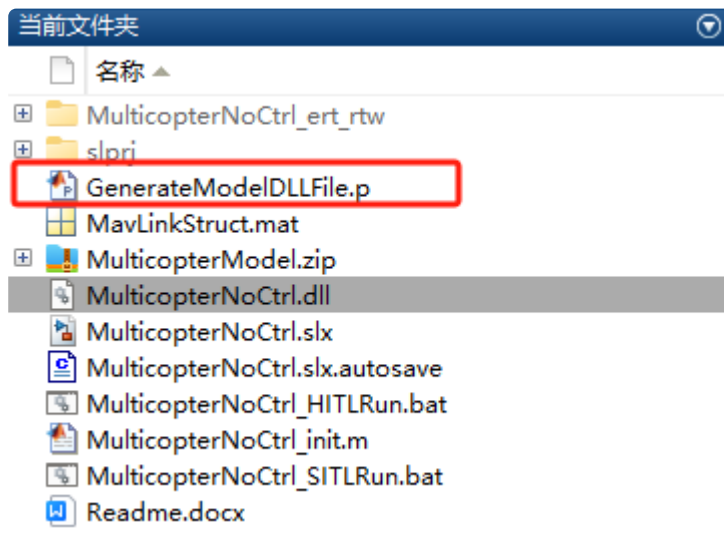 当前文件夹
名称
MulticopterNoCtrl_ert_rtw
slprj
GenerateModelDLLFile.p
MavLinkStruct.mat
MulticopterModel.zip
MulticopterNoCtrl.dll
MulticopterNoCtrl.slx
MulticopterNoCtrl.slx.autosave
MulticopterNoCtrl_HITLRun.bat
MulticopterNoCtrl_init.m
MulticopterNoCtrl_SITLRun.bat
Readme.docx